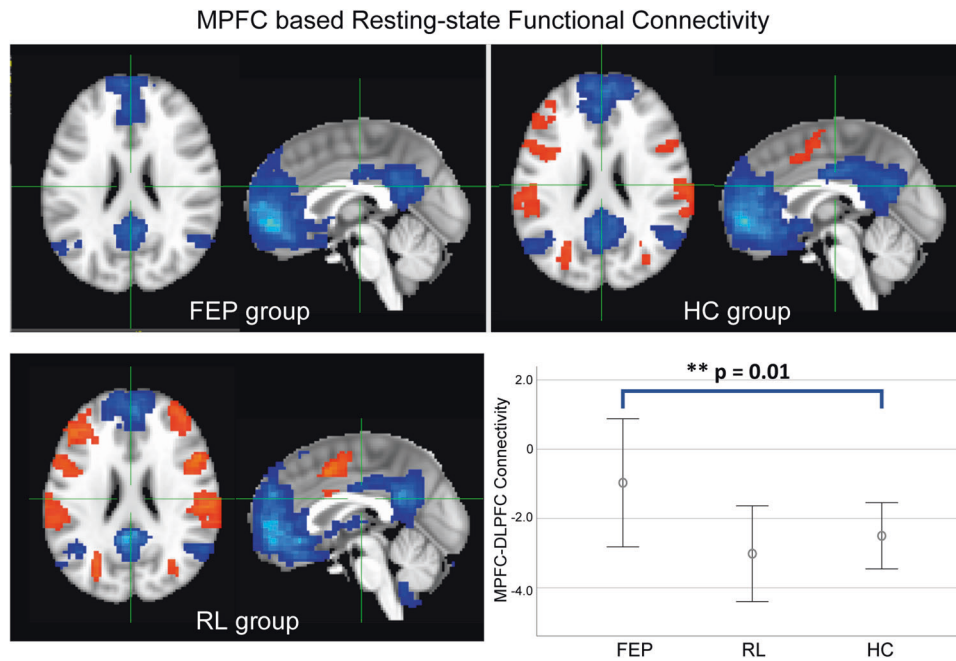 MPFC based Resting-state Functional Connectivity
FEP group
HC group
RL group
** p = 0.01
MPFC-DLPFC Connectivity
2.0
0
-2.0
-4.0
FEP
RL
HC